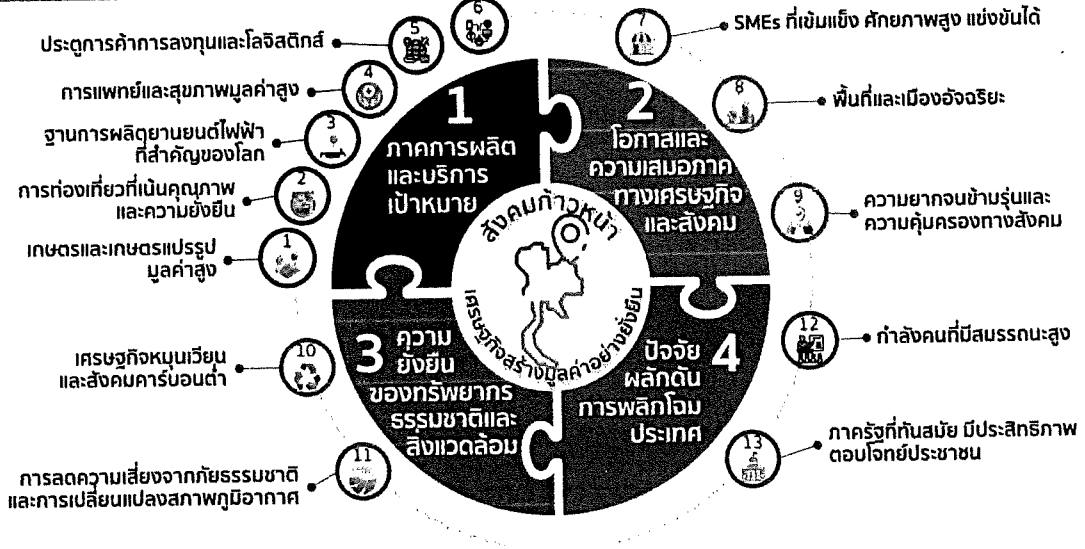 6
5
ประตูการค้าการลงทุนและโลจิสติกส์
4
การแพทย์และสุขภาพมูลค่าสูง
3
ฐานการผลิตยานยนต์ไฟฟ้า
ที่สำคัญของโลก
2
การท่องเที่ยวที่เน้นคุณภาพ
และความยั่งยืน
1
เกษตรและเกษตรแปรรูป
มูลค่าสูง
10
เศรษฐกิจหมุนเวียน
และสังคมคาร์บอนต่ำ
11
การลดความเสี่ยงจากภัยธรรมชาติ
และการเปลี่ยนแปลงสภาพภูมิอากาศ
1
ภาคการผลิต
และบริการ
เป้าหมาย
2
โอกาสและ
ความเสมอภาค
ทางเศรษฐกิจ
และสังคม
สังคมก้าวหน้า
เศรษฐกิจสร้างมูลค่าอย่างยั่งยืน
3
ความ
ยั่งยืน
ของทรัพยากร
ธรรมชาติและ
สิ่งแวดล้อม
4
ปัจจัย
ผลักดัน
การพลิกโฉม
ประเทศ
7
SMEs ที่เข้มแข็ง ศักยภาพสูง แข่งขันได้
8
พื้นที่และเมืองอัจฉริยะ
9
ความยากจนข้ามรุ่นและ
ความคุ้มครองทางสังคม
12
กำลังคนที่มีสมรรถนะสูง
13
ภาครัฐที่ทันสมัย มีประสิทธิภาพ
ตอบโจทย์ประชาชน